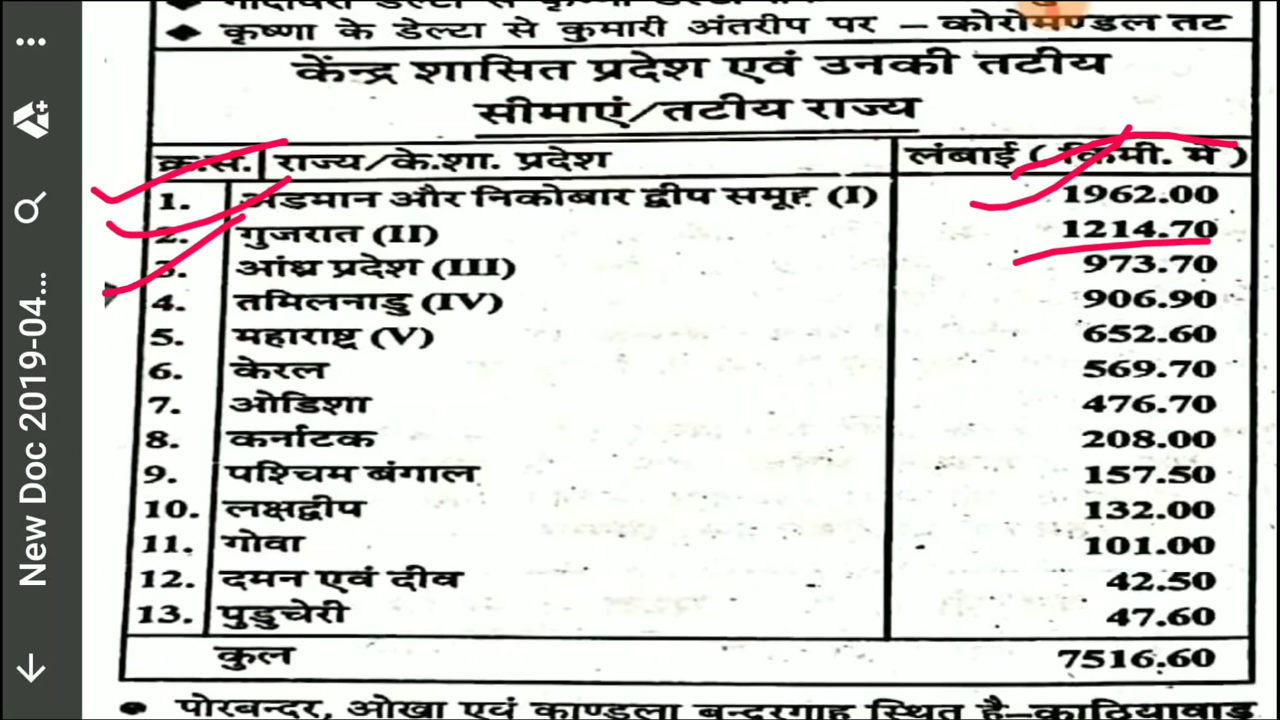 New Doc 2019-04...
◆ कृष्णा के डेल्टा से कुमारी अंतरीप पर – कोरोमण्डल तट
केंन्द्र शासित प्रदेश एवं उनकी तटीय
सीमाएं/तटीय राज्य
क्र.स. राज्य/के.शा. प्रदेश लंबाई (किमी. में)
1. अंडमान और निकोबार द्वीप समूह (I) 1962.00
2. गुजरात (II) 1214.70
3. आंध्र प्रदेश (III) 973.70
4. तमिलनाडु (IV) 906.90
5. महाराष्ट्र (V) 652.60
6. केरल 569.70
7. ओडिशा 476.70
8. कर्नाटक 208.00
9. पश्चिम बंगाल 157.50
10. लक्षद्वीप 132.00
11. गोवा 101.00
12. दमन एवं दीव 42.50
13. पुडुचेरी 47.60
कुल 7516.60
● पोरबन्दर, ओखा एवं काण्डला बन्दरगाह स्थित है–काठियावाड़